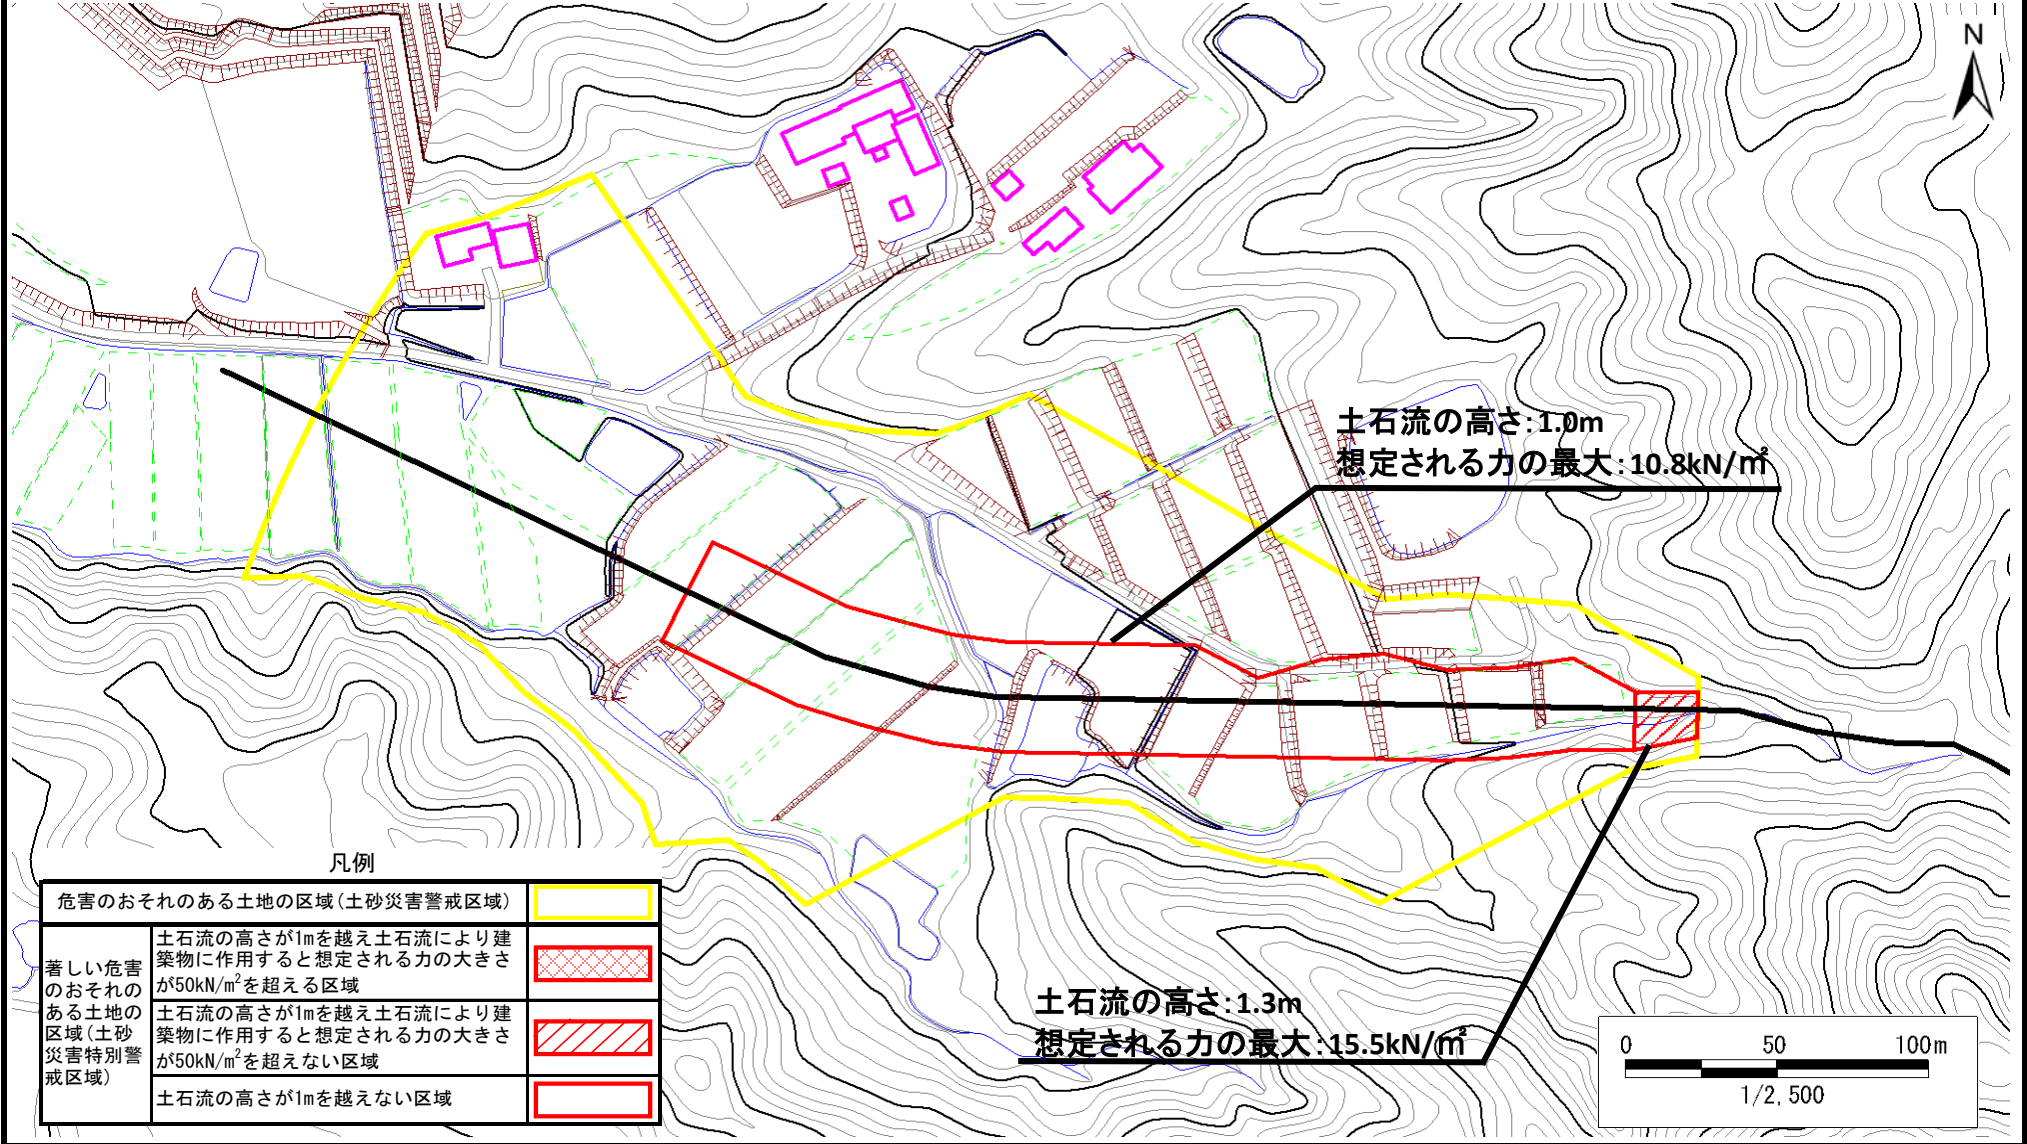 N
土石流の高さ:1.0m
想定される力の最大:10.8kN/㎡
土石流の高さ:1.3m
想定される力の最大:15.5kN/㎡
凡例
危害のおそれのある土地の区域(土砂災害警戒区域)
著しい危害
のおそれの
ある土地の
区域(土砂
災害特別警
戒区域)
土石流の高さが1mを越え土石流により建
築物に作用すると想定される力の大きさ
が50kN/m²を超える区域
土石流の高さが1mを越え土石流により建
築物に作用すると想定される力の大きさ
が50kN/m²を超えない区域
土石流の高さが1mを越えない区域
0 50 100m
1/2,500